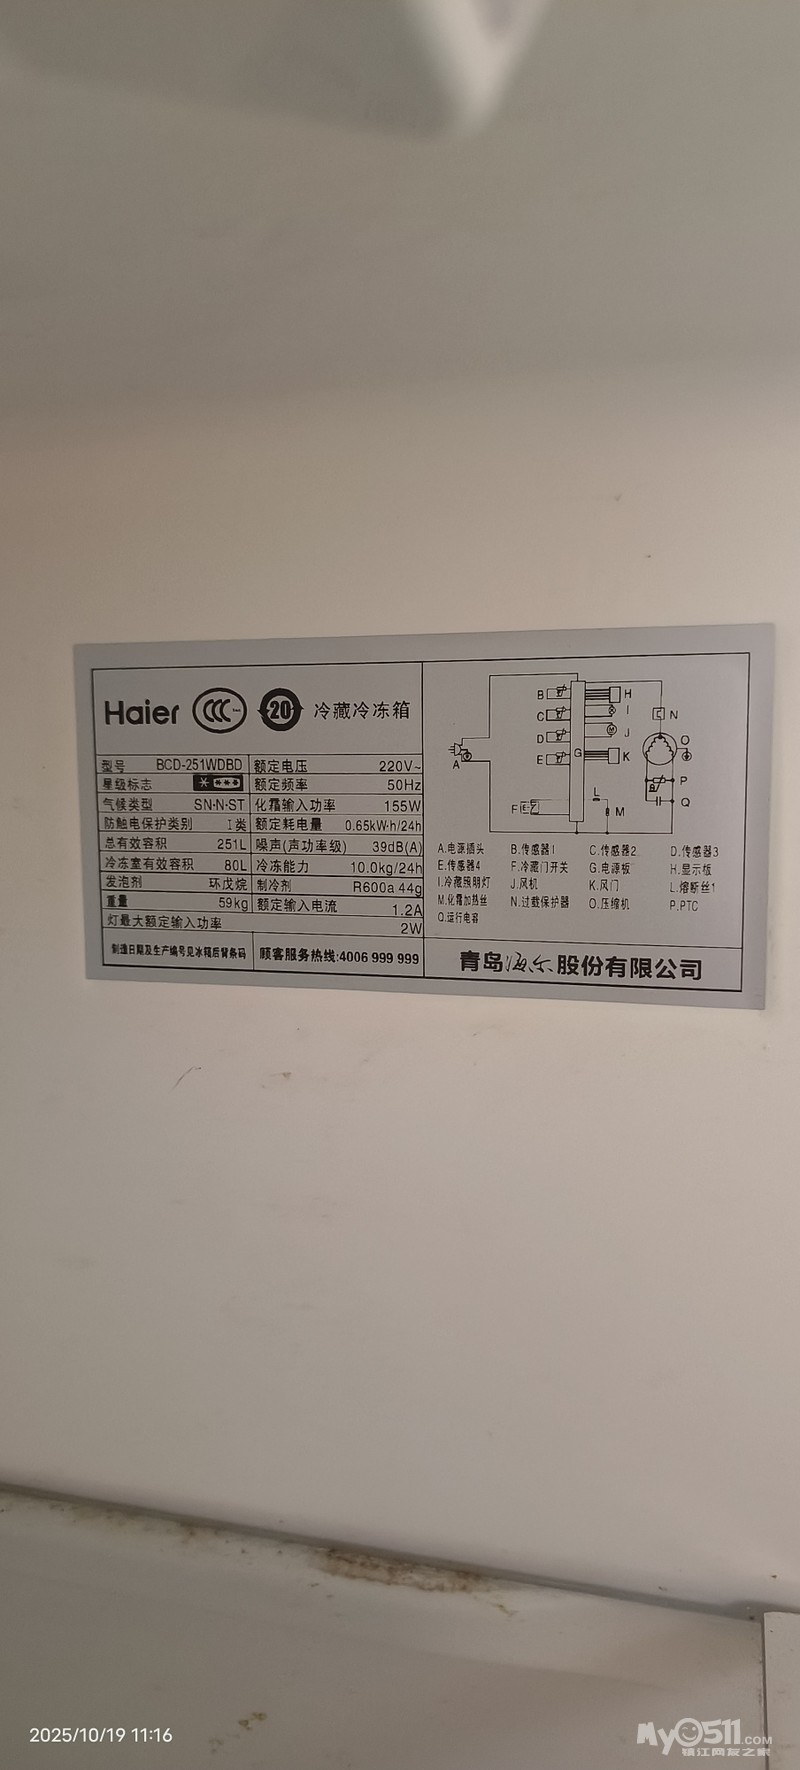 Haier CCC 20 冷藏冷冻箱
型号 BCD-251WDBD 额定电压 220V~
星级标志 额定频率 50Hz
气候类型 SN·N·ST 化霜输入功率 155W
防触电保护类别 I类 额定耗电量 0.65kW·h/24h
总有效容积 251L 噪声(声功率级) 39dB(A)
冷冻室有效容积 80L 冷冻能力 10.0kg/24h
发泡剂 环戊烷 制冷剂 R600a 44g
重量 59kg 额定输入电流 1.2A
灯最大额定输入功率 2W
制造日期及生产编号见冰箱后背条码 顾客服务热线:4006 999 999
B H
C I N
D J O
A E G K
L P
F M Q
A.电源插头 B.传感器1 C.传感器2 D.传感器3
E.传感器4 F.冷藏门开关 G.电源板 H.显示板
I.冷藏照明灯 J.风机 K.风门 L.熔断丝1
M.化霜加热丝 N.过载保护器 O.压缩机 P.PTC
Q.运行电容
青岛海尔股份有限公司
2025/10/19 11:16
My0511.COM
镇江网友之家